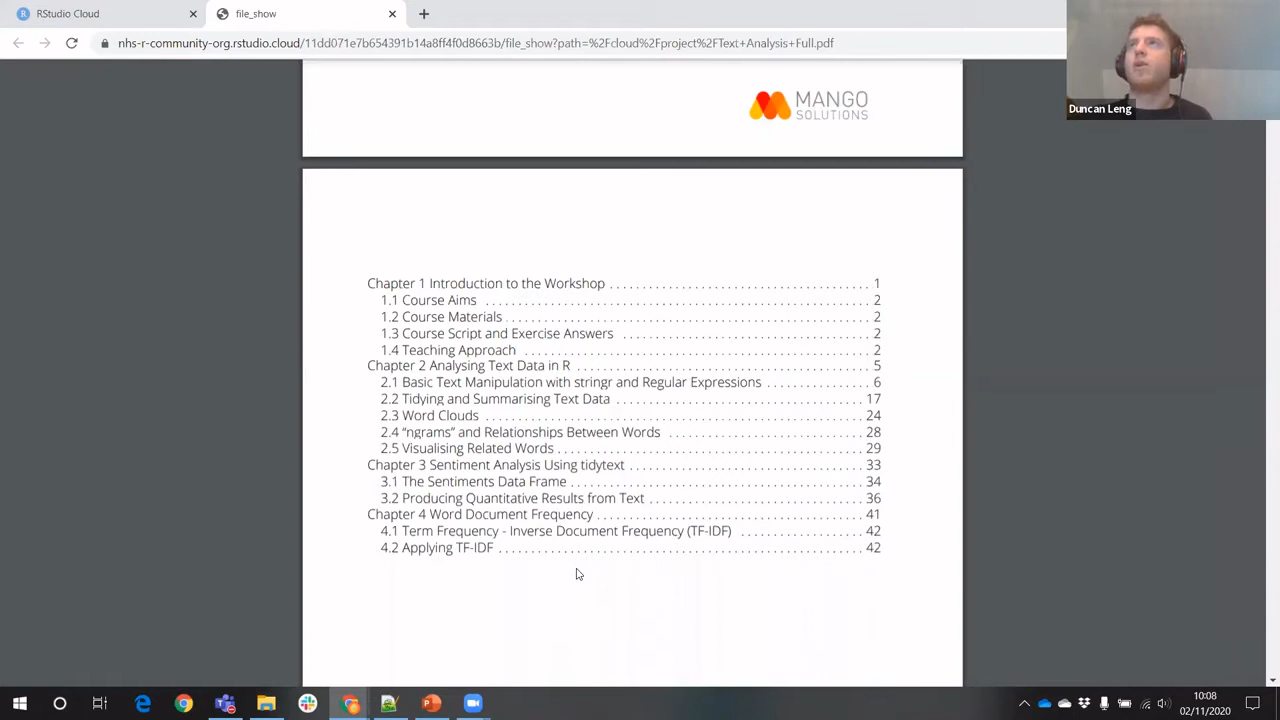 RStudio Cloud
file_show
nhs-r-community-org.rstudio.cloud/11dd071e7b654391b14a8ff4f0d8663b/file_show?path=%2Fcloud%2Fproject%2FText+Analysis+Full.pdf
Duncan Leng
MANGO
SOLUTIONS
Chapter 1 Introduction to the Workshop . . . . . . . . . . . . . . . . . . . . . . . . . . . . . . . . 1
1.1 Course Aims . . . . . . . . . . . . . . . . . . . . . . . . . . . . . . . . . . . . . . . . . . . . . . . 2
1.2 Course Materials . . . . . . . . . . . . . . . . . . . . . . . . . . . . . . . . . . . . . . . . . . . . 2
1.3 Course Script and Exercise Answers . . . . . . . . . . . . . . . . . . . . . . . . . . . . . . 2
1.4 Teaching Approach . . . . . . . . . . . . . . . . . . . . . . . . . . . . . . . . . . . . . . . . . . 2
Chapter 2 Analysing Text Data in R . . . . . . . . . . . . . . . . . . . . . . . . . . . . . . . . . . . 5
2.1 Basic Text Manipulation with stringr and Regular Expressions . . . . . . . . . . . . 6
2.2 Tidying and Summarising Text Data . . . . . . . . . . . . . . . . . . . . . . . . . . . . . . 17
2.3 Word Clouds . . . . . . . . . . . . . . . . . . . . . . . . . . . . . . . . . . . . . . . . . . . . . . 24
2.4 “ngrams” and Relationships Between Words . . . . . . . . . . . . . . . . . . . . . . . . 28
2.5 Visualising Related Words . . . . . . . . . . . . . . . . . . . . . . . . . . . . . . . . . . . . . 29
Chapter 3 Sentiment Analysis Using tidytext . . . . . . . . . . . . . . . . . . . . . . . . . . . . . 33
3.1 The Sentiments Data Frame . . . . . . . . . . . . . . . . . . . . . . . . . . . . . . . . . . . . 34
3.2 Producing Quantitative Results from Text . . . . . . . . . . . . . . . . . . . . . . . . . . 36
Chapter 4 Word Document Frequency . . . . . . . . . . . . . . . . . . . . . . . . . . . . . . . . . 41
4.1 Term Frequency - Inverse Document Frequency (TF-IDF) . . . . . . . . . . . . . . . 42
4.2 Applying TF-IDF . . . . . . . . . . . . . . . . . . . . . . . . . . . . . . . . . . . . . . . . . . . . 42
10:08
02/11/2020